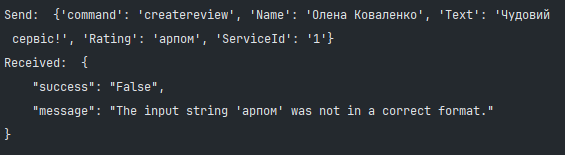 Send:  {'command': 'createreview', 'Name': 'Олена Коваленко', 'Text': 'Чудовий
 сервіс!', 'Rating': 'арпом', 'ServiceId': '1'}
Received:  {
    "success": "False",
    "message": "The input string 'арпом' was not in a correct format."
}